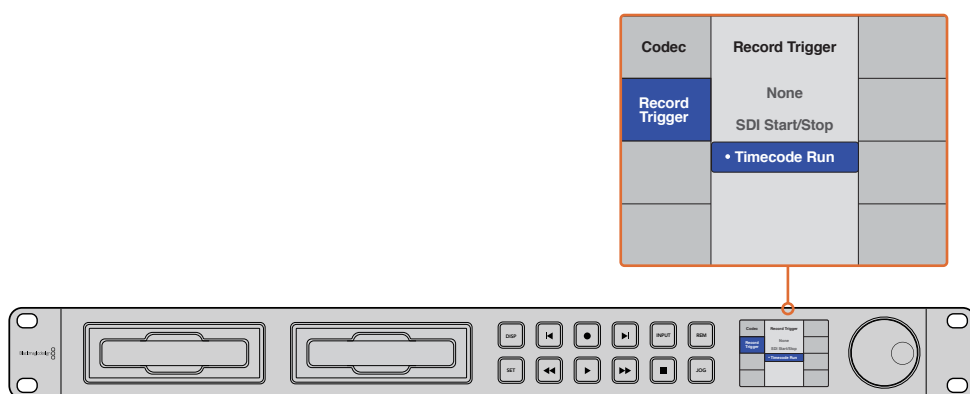 Codec
Record Trigger
Record
Trigger
None
SDI Start/Stop
• Timecode Run
Blackmagicdesign
DISP
INPUT
REM
SET
JOG
Codec
Record Trigger
Record
Trigger
None
SDI Start/Stop
• Timecode Run